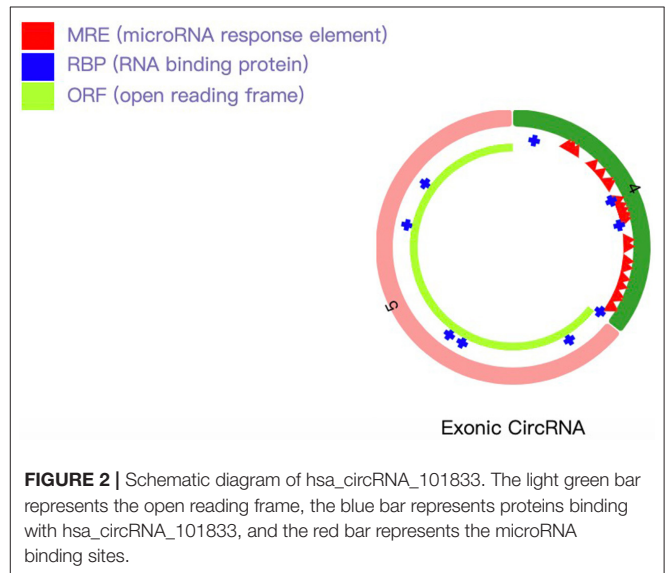 MRE (microRNA response element)
RBP (RNA binding protein)
ORF (open reading frame)
4
5
Exonic CircRNA
FIGURE 2 | Schematic diagram of hsa_circRNA_101833. The light green bar
represents the open reading frame, the blue bar represents proteins binding
with hsa_circRNA_101833, and the red bar represents the microRNA
binding sites.